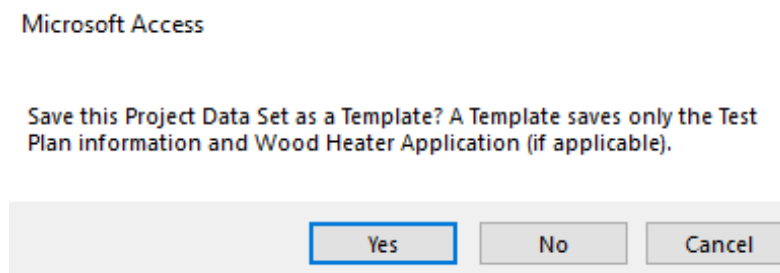 Microsoft Access
Save this Project Data Set as a Template? A Template saves only the Test
Plan information and Wood Heater Application (if applicable).
Yes No Cancel